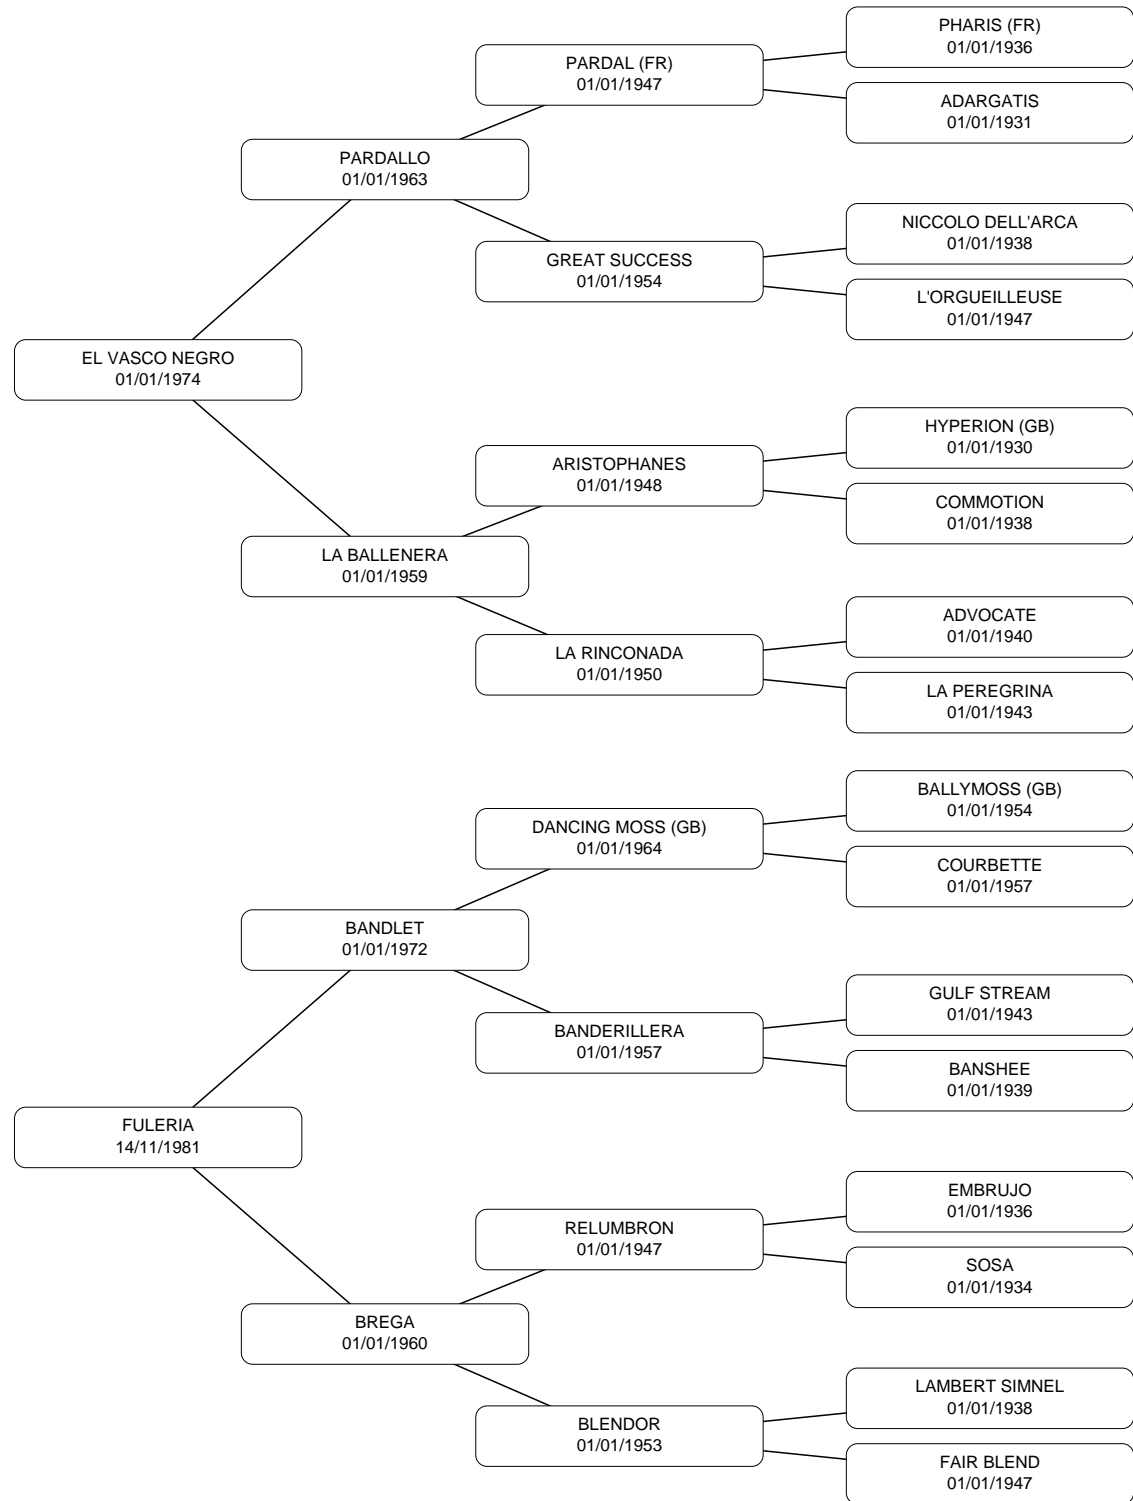 PHARIS (FR)
01/01/1936
PARDAL (FR)
01/01/1947
ADARGATIS
01/01/1931
PARDALLO
01/01/1963
NICCOLO DELL'ARCA
01/01/1938
GREAT SUCCESS
01/01/1954
L'ORGUEILLEUSE
01/01/1947
EL VASCO NEGRO
01/01/1974
HYPERION (GB)
01/01/1930
ARISTOPHANES
01/01/1948
COMMOTION
01/01/1938
LA BALLENERA
01/01/1959
ADVOCATE
01/01/1940
LA RINCONADA
01/01/1950
LA PEREGRINA
01/01/1943
BALLYMOSS (GB)
01/01/1954
DANCING MOSS (GB)
01/01/1964
COURBETTE
01/01/1957
BANDLET
01/01/1972
GULF STREAM
01/01/1943
BANDERILLERA
01/01/1957
BANSHEE
01/01/1939
FULERIA
14/11/1981
EMBRUJO
01/01/1936
RELUMBRON
01/01/1947
SOSA
01/01/1934
BREGA
01/01/1960
LAMBERT SIMNEL
01/01/1938
BLENDOR
01/01/1953
FAIR BLEND
01/01/1947